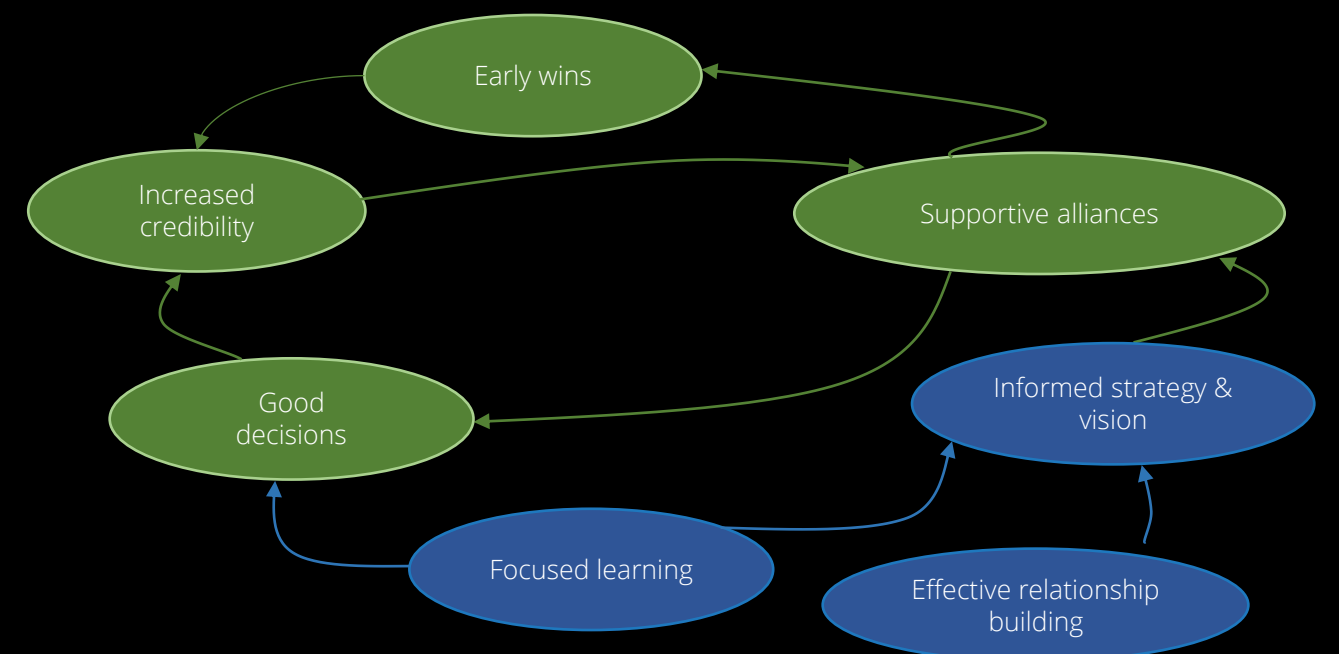 Early wins
Increased
credibility
Supportive alliances
Good
decisions
Informed strategy &
vision
Focused learning
Effective relationship
building